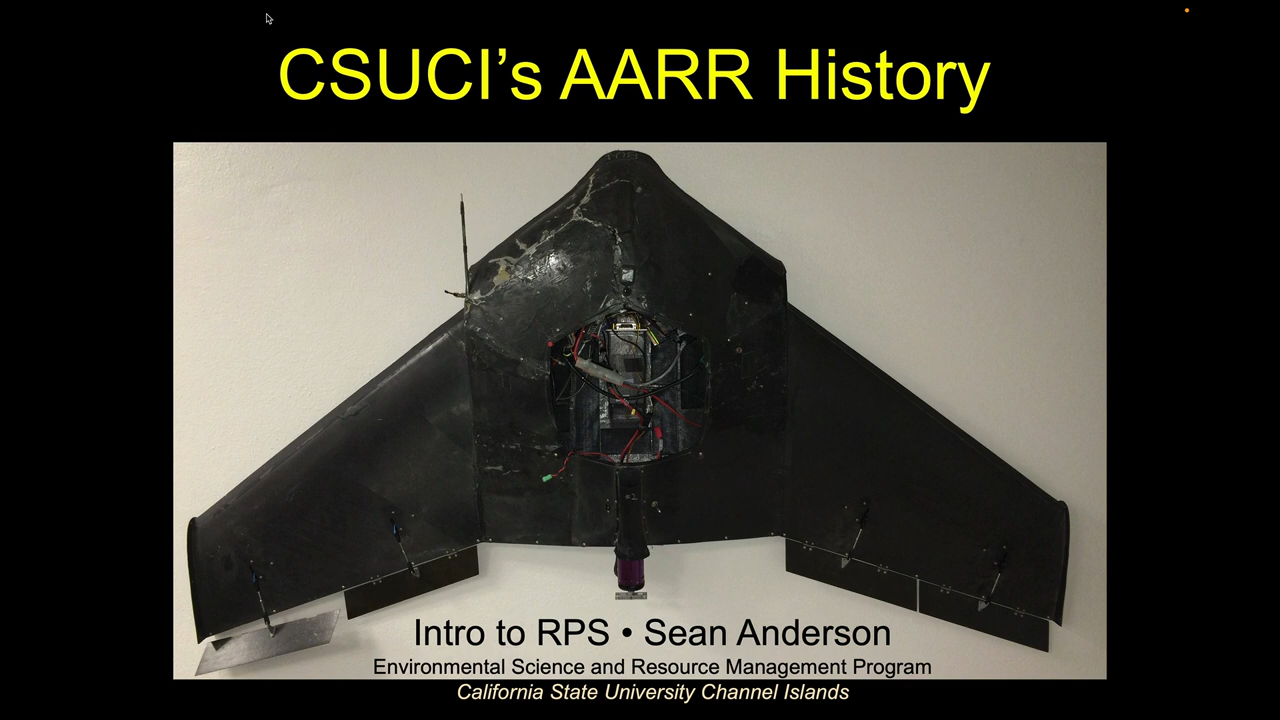 CSUCI’s AARR History
Intro to RPS • Sean Anderson
Environmental Science and Resource Management Program
California State University Channel Islands